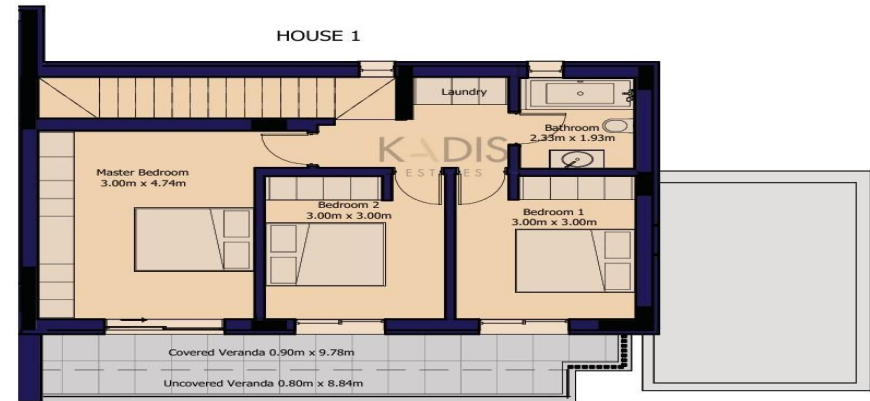 HOUSE 1
Laundry
Bathroom
2.33m x 1.93m
KADIS
ESTATES
Master Bedroom
3.00m x 4.74m
Bedroom 2
3.00m x 3.00m
Bedroom 1
3.00m x 3.00m
Covered Veranda 0.90m x 9.78m
Uncovered Veranda 0.80m x 8.84m